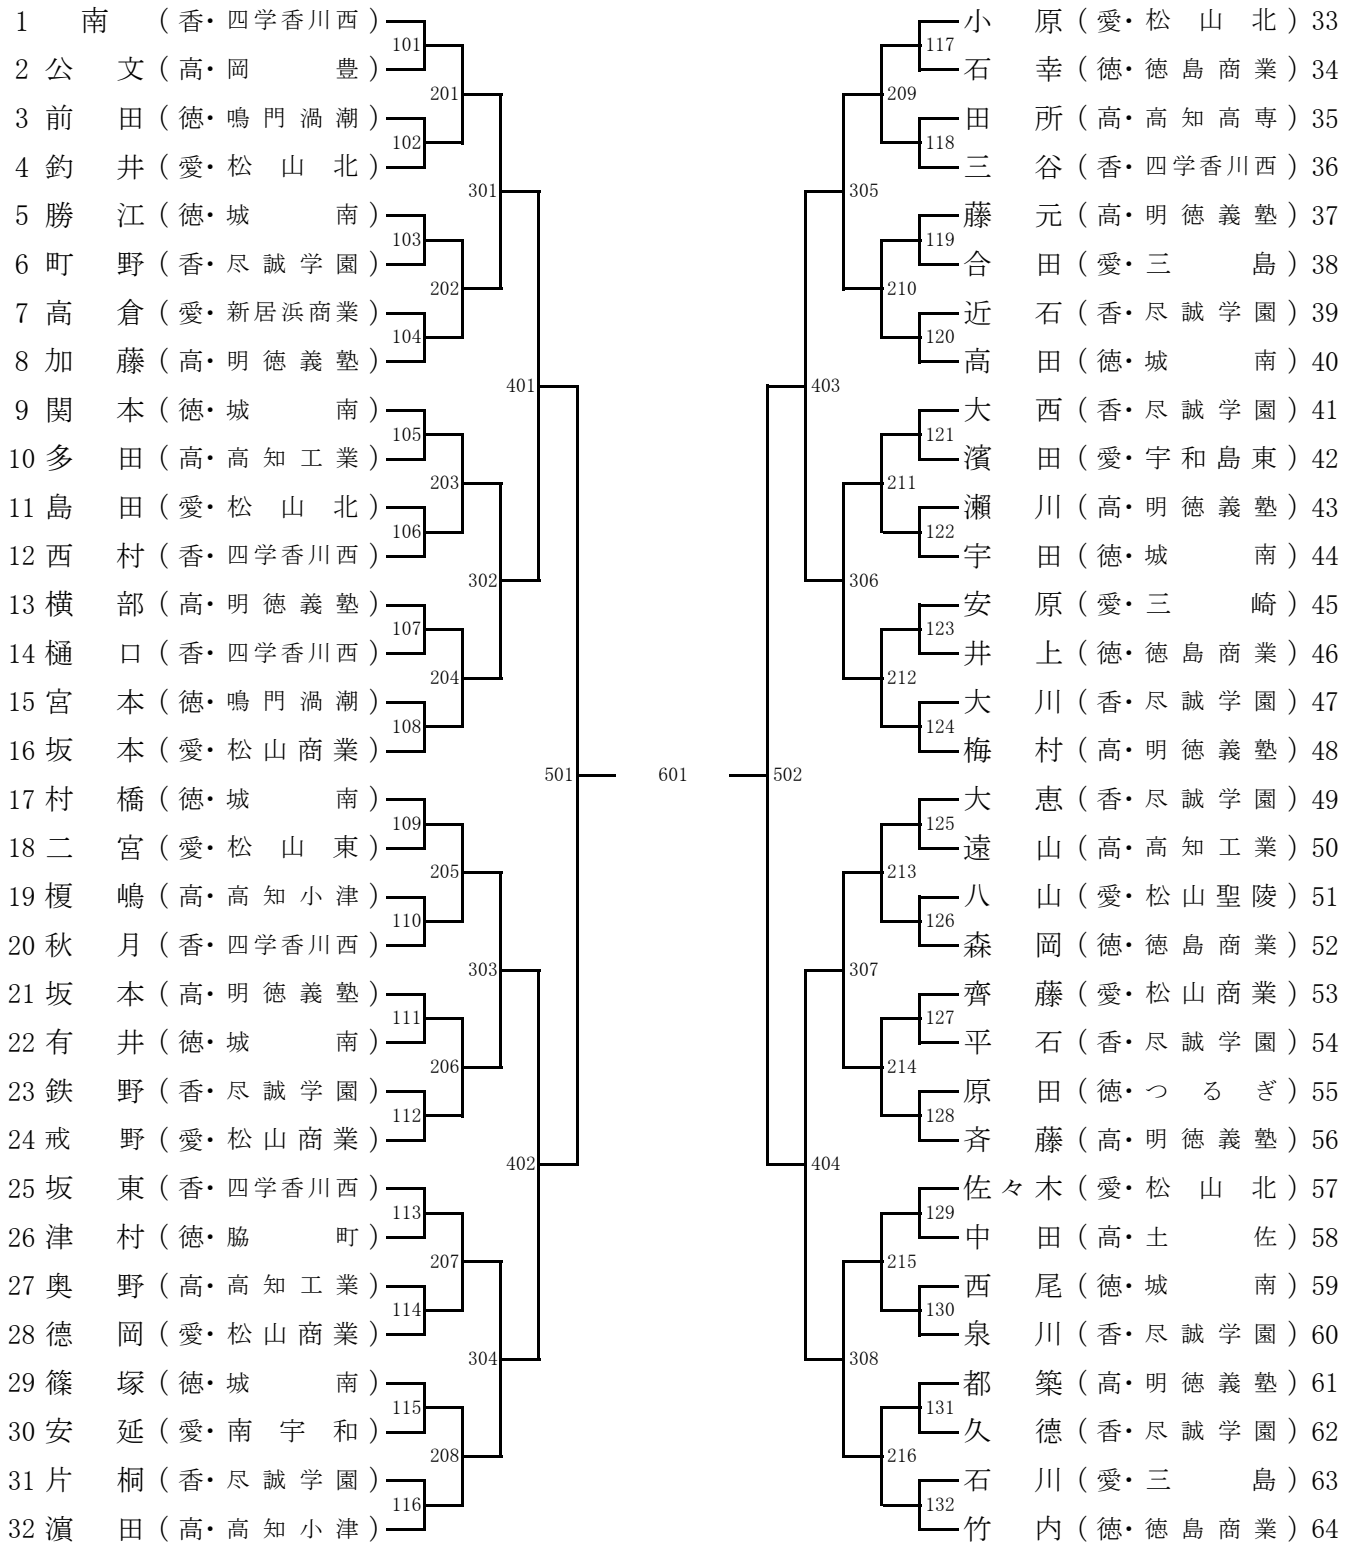 1 南 (香・四学香川西)
101
2 公文 (高・岡豊)
201
3 前田 (徳・鳴門渦潮)
102
4 釣井 (愛・松山北)
301
5 勝江 (徳・城南)
103
6 町野 (香・尽誠学園)
202
7 高倉 (愛・新居浜商業)
104
8 加藤 (高・明徳義塾)
401
9 関本 (徳・城南)
105
10 多田 (高・高知工業)
203
11 島田 (愛・松山北)
106
12 西村 (香・四学香川西)
302
13 横部 (高・明徳義塾)
107
14 樋口 (香・四学香川西)
204
15 宮本 (徳・鳴門渦潮)
108
16 坂本 (愛・松山商業)
501
17 村橋 (徳・城南)
109
18 二宮 (愛・松山東)
205
19 榎嶋 (高・高知小津)
110
20 秋月 (香・四学香川西)
303
21 坂本 (高・明徳義塾)
111
22 有井 (徳・城南)
206
23 鉄野 (香・尽誠学園)
112
24 戒野 (愛・松山商業)
402
25 坂東 (香・四学香川西)
113
26 津村 (徳・脇町)
207
27 奥野 (高・高知工業)
114
28 德岡 (愛・松山商業)
304
29 篠塚 (徳・城南)
115
30 安延 (愛・南宇和)
208
31 片桐 (香・尽誠学園)
116
32 濵田 (高・高知小津)
601
小原 (愛・松山北) 33
117
石幸 (徳・徳島商業) 34
209
田所 (高・高知高専) 35
118
三谷 (香・四学香川西) 36
305
藤元 (高・明徳義塾) 37
119
合田 (愛・三島) 38
210
近石 (香・尽誠学園) 39
120
高田 (徳・城南) 40
403
大西 (香・尽誠学園) 41
121
濱田 (愛・宇和島東) 42
211
瀨川 (高・明徳義塾) 43
122
宇田 (徳・城南) 44
306
安原 (愛・三崎) 45
123
井上 (徳・徳島商業) 46
212
大川 (香・尽誠学園) 47
124
梅村 (高・明徳義塾) 48
502
大恵 (香・尽誠学園) 49
125
遠山 (高・高知工業) 50
213
八山 (愛・松山聖陵) 51
126
森岡 (徳・徳島商業) 52
307
齊藤 (愛・松山商業) 53
127
平石 (香・尽誠学園) 54
214
原田 (徳・つるぎ) 55
128
斉藤 (高・明徳義塾) 56
404
佐々木 (愛・松山北) 57
129
中田 (高・土佐) 58
215
西尾 (徳・城南) 59
130
泉川 (香・尽誠学園) 60
308
都築 (高・明徳義塾) 61
131
久德 (香・尽誠学園) 62
216
石川 (愛・三島) 63
132
竹内 (徳・徳島商業) 64